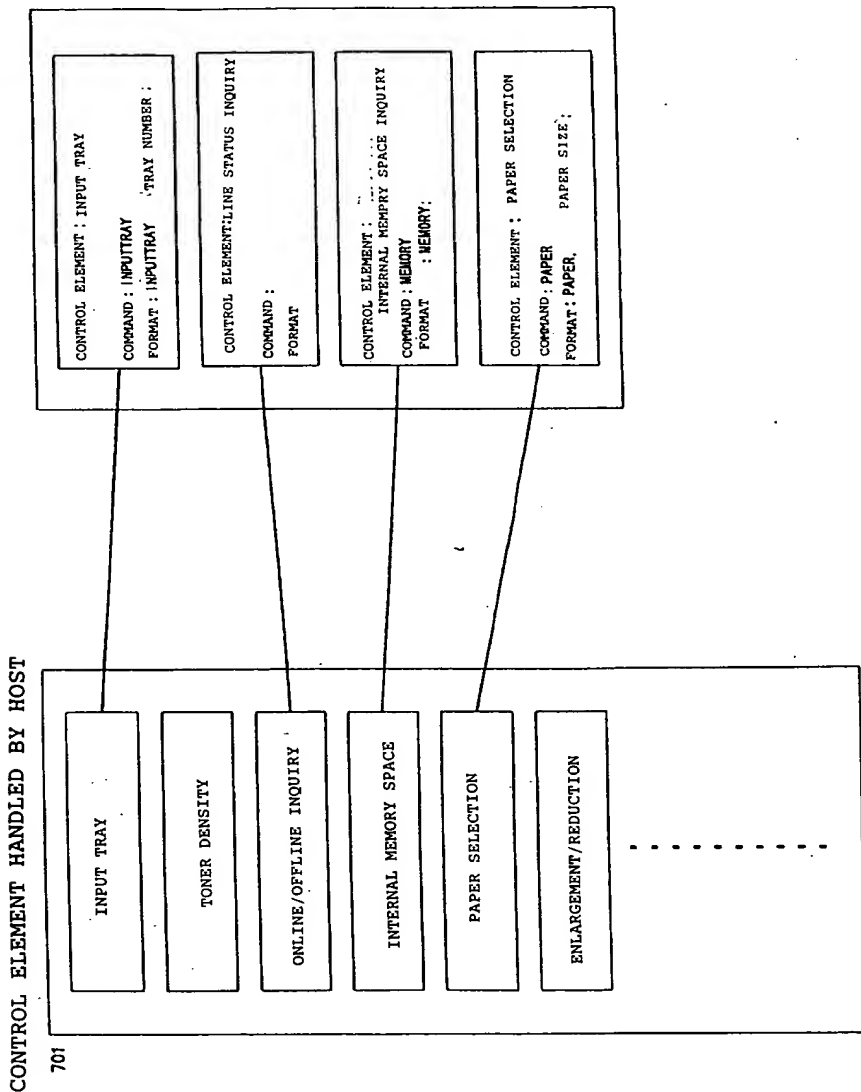 CONTROL ELEMENT HANDLED BY HOST
701
INPUT TRAY
TONER DENSITY
ONLINE/OFFLINE INQUIRY
INTERNAL MEMORY SPACE
PAPER SELECTION
ENLARGEMENT/REDUCTION
CONTROL ELEMENT : INPUT TRAY
COMMAND : INPUTTRAY
FORMAT : INPUTTRAY TRAY NUMBER ;
CONTROL ELEMENT:LINE STATUS INQUIRY
COMMAND :
FORMAT
CONTROL ELEMENT :
INTERNAL MEMPRY SPACE INQUIRY
COMMAND : MEMORY
FORMAT : MEMORY;
CONTROL ELEMENT : PAPER SELECTION
COMMAND : PAPER
FORMAT : PAPER, PAPER SIZE ;